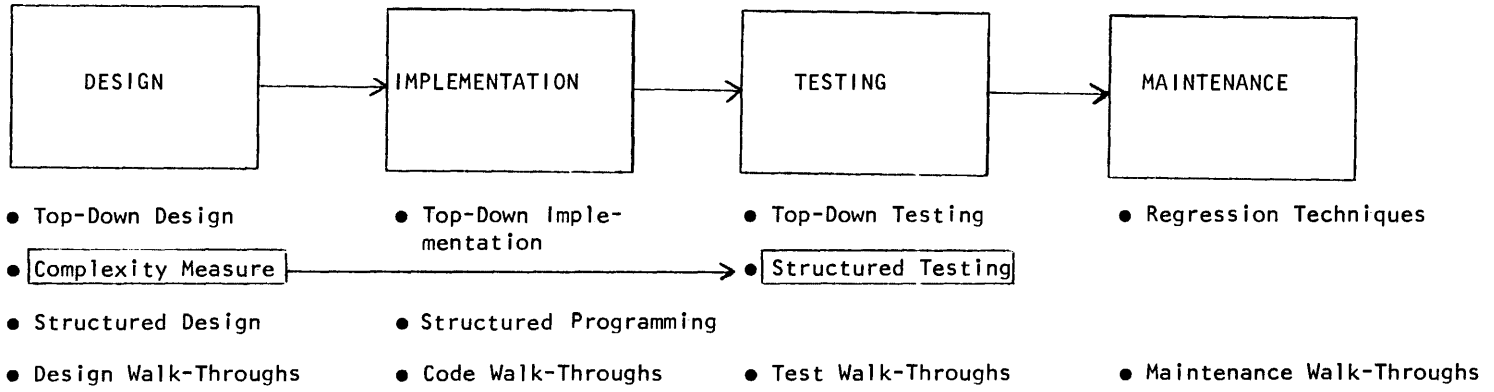 DESIGN
IMPLEMENTATION
TESTING
MAINTENANCE
● Top-Down Design
● Top-Down Imple-
mentation
● Top-Down Testing
● Regression Techniques
● Complexity Measure
● Structured Testing
● Structured Design
● Structured Programming
● Design Walk-Throughs
● Code Walk-Throughs
● Test Walk-Throughs
● Maintenance Walk-Throughs